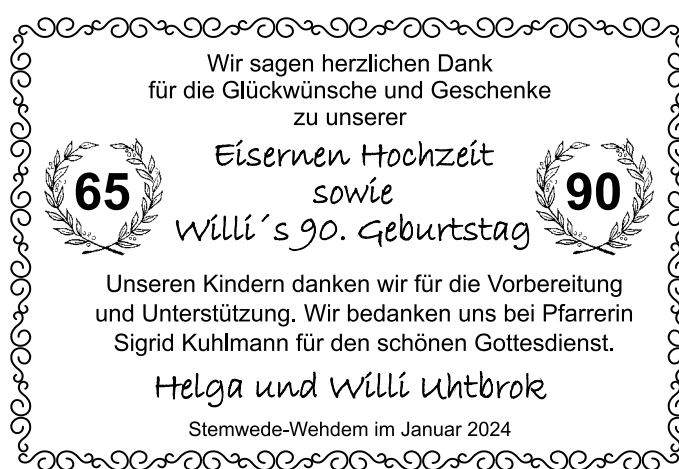 Wir sagen herzlichen Dank
für die Glückwünsche und Geschenke
zu unserer
Eisernen Hochzeit
65 sowie 90
Willi´s 90. Geburtstag
Unseren Kindern danken wir für die Vorbereitung
und Unterstützung. Wir bedanken uns bei Pfarrerin
Sigrid Kuhlmann für den schönen Gottesdienst.
Helga und Willi Uhtbrok
Stemwede-Wehdem im Januar 2024